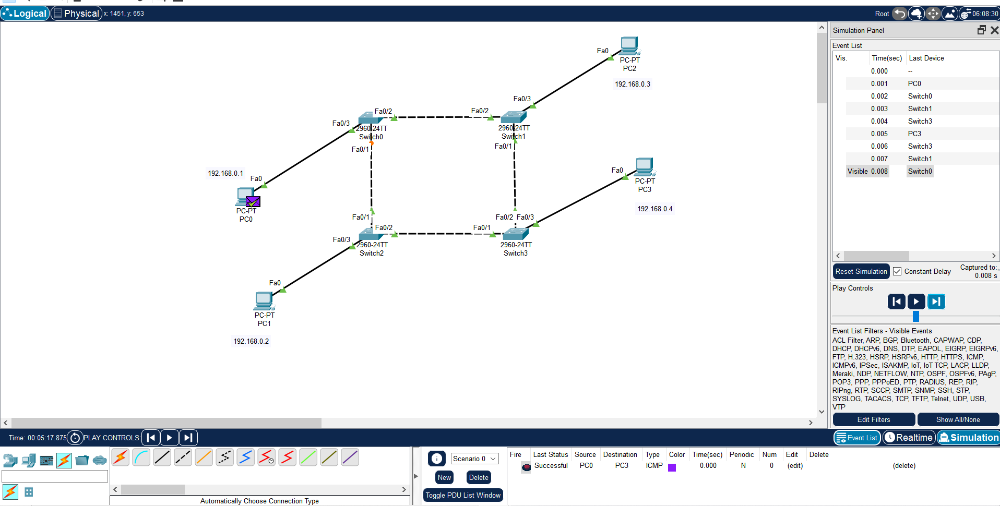 Logical Physical x: 1451, y: 653
Root 06:08:30
Simulation Panel
Event List
Vis. Time(sec) Last Device
0.000 --
0.001 PC0
0.002 Switch0
0.003 Switch1
0.004 Switch3
0.005 PC3
0.006 Switch3
0.007 Switch1
Visible 0.008 Switch0
Reset Simulation Constant Delay Captured to:
0.008 s
Play Controls
Event List Filters - Visible Events
ACL Filter, ARP, BGP, Bluetooth, CAPWAP, CDP,
DHCP, DHCPv6, DNS, DTP, EAPOL, EIGRP, EIGRPv6,
FTP, H.323, HSRP, HSRPv6, HTTP, HTTPS, ICMP,
ICMPv6, IPSec, ISAKMP, IoT, IoT TCP, LACP, LLDP,
Meraki, NDP, NETFLOW, NTP, OSPF, OSPFv6, PAgP,
POP3, PPP, PPPoED, PTP, RADIUS, REP, RIP,
RIPng, RTP, SCCP, SMTP, SNMP, SSH, STP,
SYSLOG, TACACS, TCP, TFTP, Telnet, UDP, USB,
VTP
Edit Filters Show All/None
Event List Realtime Simulation
Fa0
PC-PT
PC2
192.168.0.3
Fa0/3
Fa0/2 Fa0/2
Fa0/3
2960-24TT
Switch0
2960-24TT
Switch1
Fa0/1 Fa0/1
192.168.0.1
Fa0
PC-PT
PC0
Fa0
PC-PT
PC3
192.168.0.4
Fa0/1 Fa0/2 Fa0/3
Fa0/2 Fa0/1
Fa0/3
2960-24TT
Switch2
2960-24TT
Switch3
Fa0
PC-PT
PC1
192.168.0.2
Time: 00:05:17.875 PLAY CONTROLS:
Automatically Choose Connection Type
Scenario 0
New Delete
Toggle PDU List Window
Fire Last Status Source Destination Type Color Time(sec) Periodic Num Edit Delete
Successful PC0 PC3 ICMP 0.000 N 0 (edit) (delete)